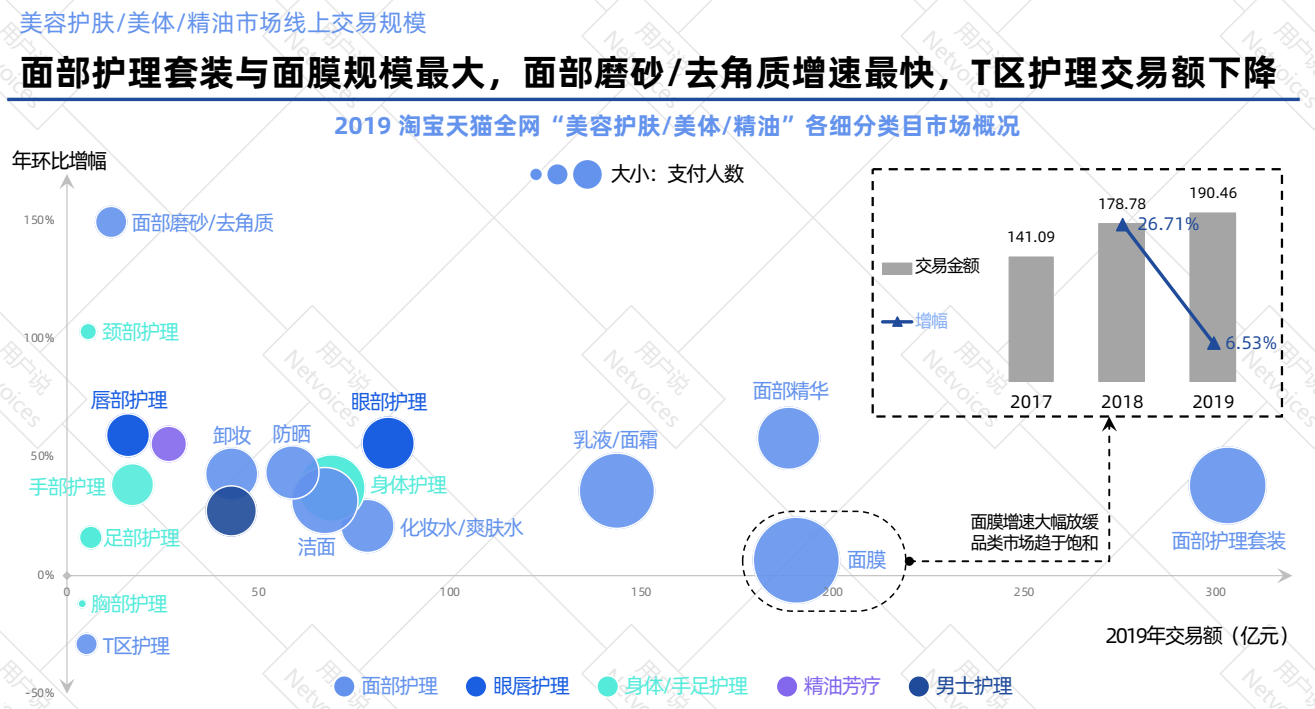 美容护肤/美体/精油市场线上交易规模
面部护理套装与面膜规模最大，面部磨砂/去角质增速最快，T区护理交易额下降
2019 淘宝天猫全网“美容护肤/美体/精油”各细分类目市场概况
年环比增幅
大小：支付人数
150%
面部磨砂/去角质
100%
颈部护理
唇部护理
眼部护理
面部精华
卸妆
防晒
乳液/面霜
50%
手部护理
身体护理
足部护理
洁面
化妆水/爽肤水
面膜
面部护理套装
面膜增速大幅放缓
品类市场趋于饱和
0%
0
50
100
150
200
250
300
胸部护理
T区护理
2019年交易额（亿元）
-50%
面部护理
眼唇护理
身体/手足护理
精油芳疗
男士护理
交易金额
增幅
141.09
178.78
190.46
26.71%
6.53%
2017
2018
2019
用户说
Netvoices